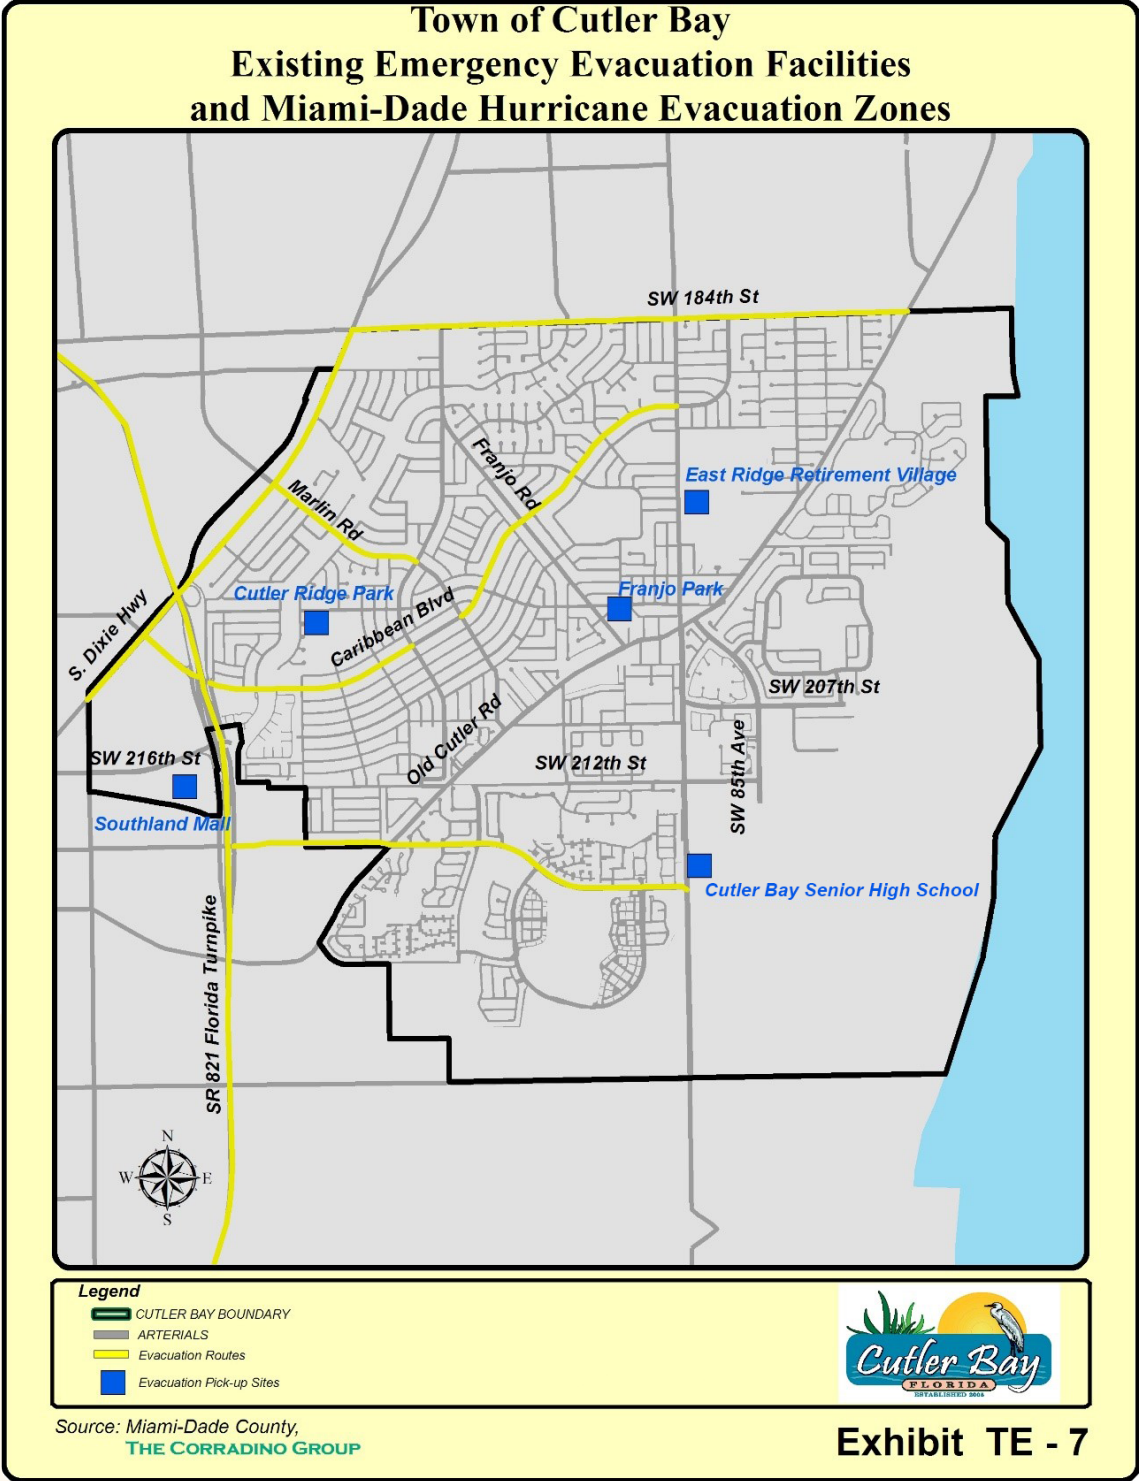 Town of Cutler Bay
Existing Emergency Evacuation Facilities
and Miami-Dade Hurricane Evacuation Zones
SW 184th St
Franjo Rd
East Ridge Retirement Village
Marlin Rd
Cutler Ridge Park
Franjo Park
Caribbean Blvd
S. Dixie Hwy
SW 207th St
Old Cutler Rd
SW 216th St
SW 212th St
SW 85th Ave
Southland Mall
Cutler Bay Senior High School
SR 821 Florida Turnpike
N
W E
S
Legend
CUTLER BAY BOUNDARY
ARTERIALS
Evacuation Routes
Evacuation Pick-up Sites
Cutler Bay
FLORIDA
ESTABLISHED 2005
Source: Miami-Dade County,
THE CORRADINO GROUP
Exhibit TE - 7